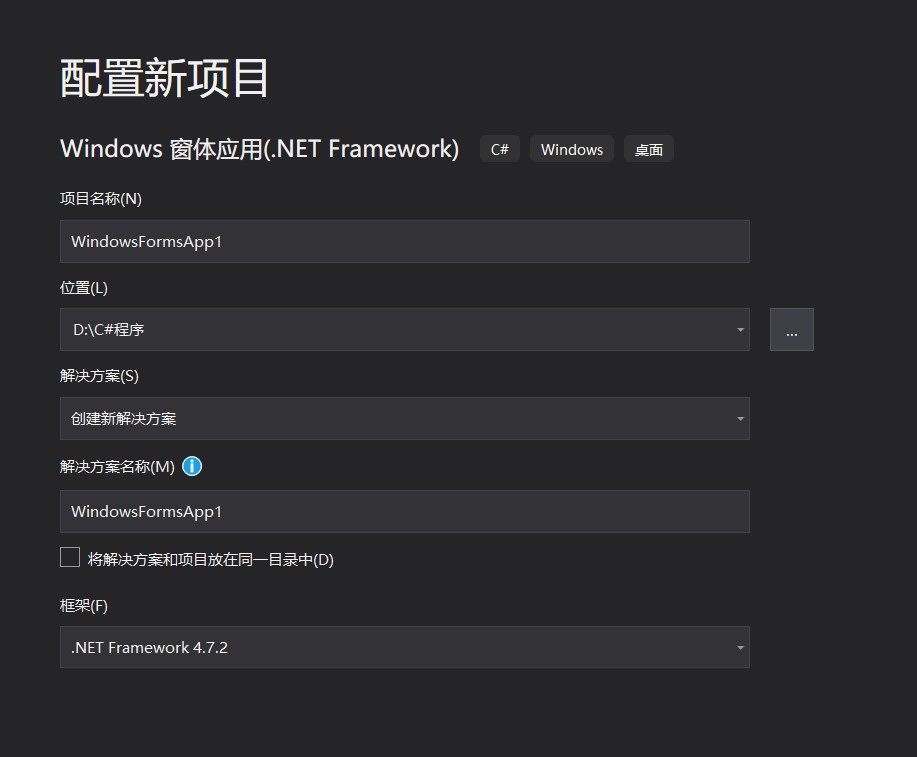 配置新项目
Windows 窗体应用(.NET Framework) C# Windows 桌面
项目名称(N)
WindowsFormsApp1
位置(L)
D:\C#程序 ...
解决方案(S)
创建新解决方案
解决方案名称(M)
WindowsFormsApp1
将解决方案和项目放在同一目录中(D)
框架(F)
.NET Framework 4.7.2